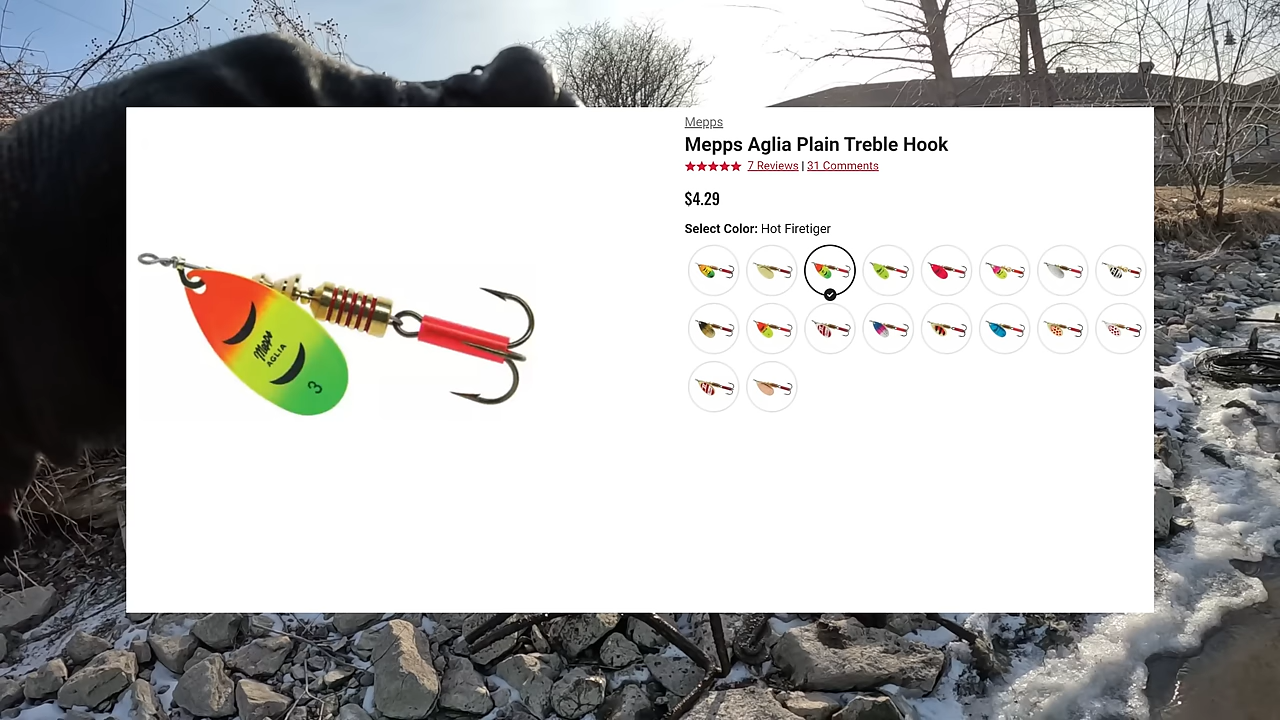 Mepps
Mepps Aglia Plain Treble Hook
7 Reviews | 31 Comments
$4.29
Select Color: Hot Firetiger
Mepps
AGLIA
3